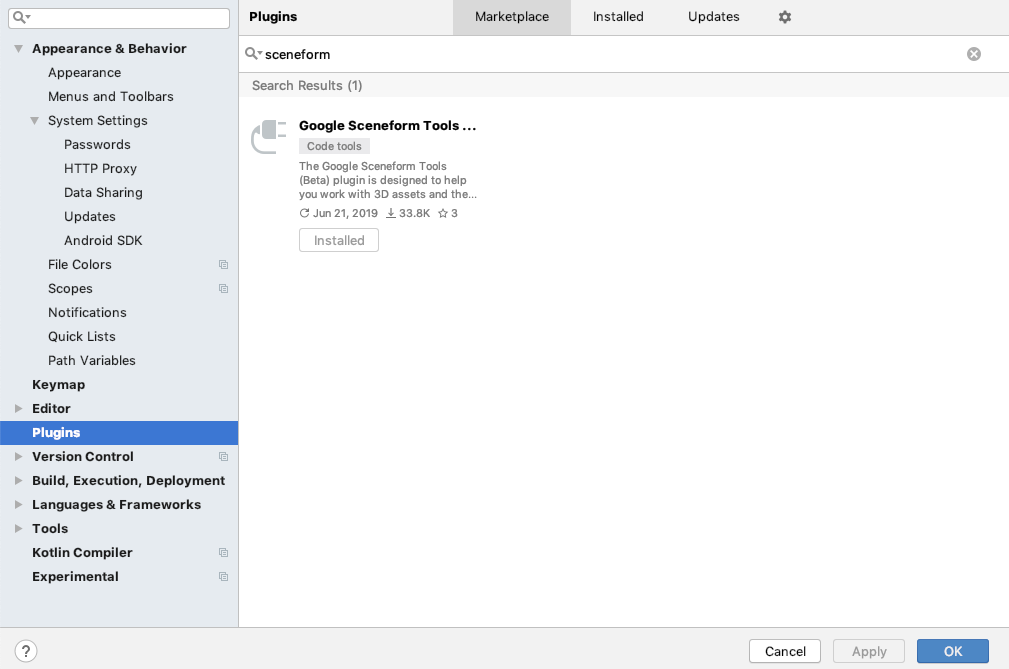 Plugins
Marketplace
Installed
Updates
sceneform
Search Results (1)
Appearance & Behavior
Appearance
Menus and Toolbars
System Settings
Passwords
HTTP Proxy
Data Sharing
Updates
Android SDK
File Colors
Scopes
Notifications
Quick Lists
Path Variables
Keymap
Editor
Plugins
Version Control
Build, Execution, Deployment
Languages & Frameworks
Tools
Kotlin Compiler
Experimental
Google Sceneform Tools ...
Code tools
The Google Sceneform Tools
(Beta) plugin is designed to help
you work with 3D assets and the...
Jun 21, 2019 33.8K 3
Installed
?
Cancel
Apply
OK